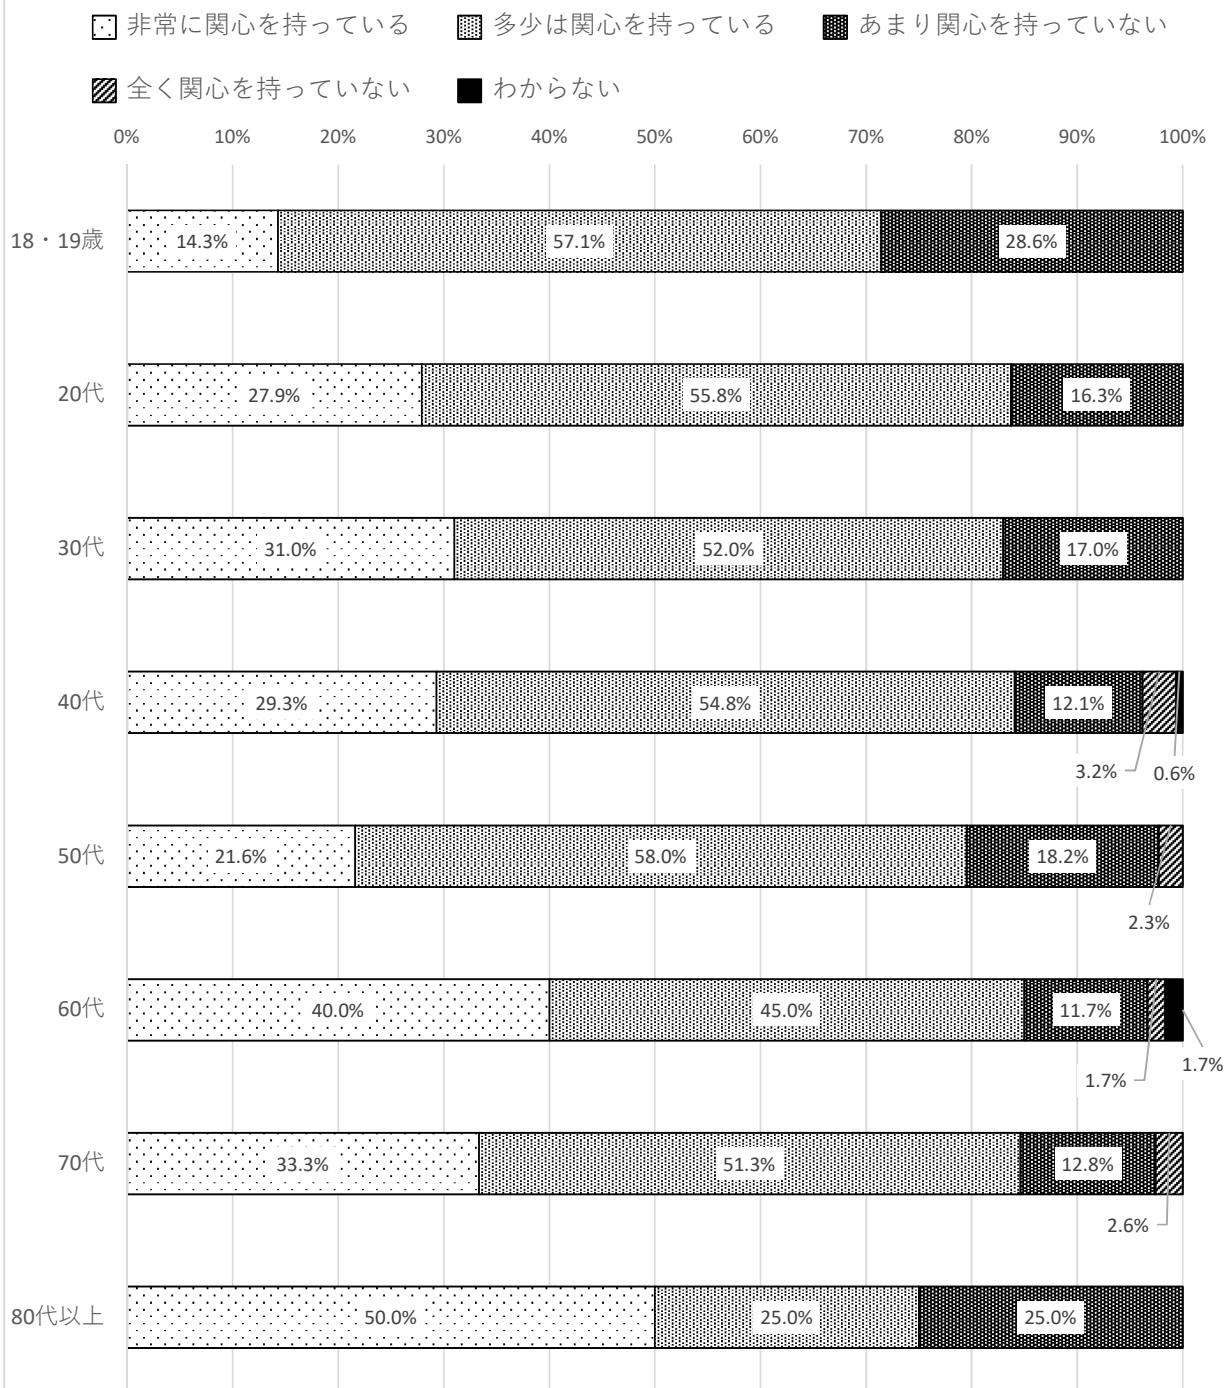 非常に関心を持っている 多少は関心を持っている あまり関心を持っていない
全く関心を持っていない わからない
0% 10% 20% 30% 40% 50% 60% 70% 80% 90% 100%
18・19歳 14.3% 57.1% 28.6%
20代 27.9% 55.8% 16.3%
30代 31.0% 52.0% 17.0%
40代 29.3% 54.8% 12.1%
3.2% 0.6%
50代 21.6% 58.0% 18.2%
2.3%
60代 40.0% 45.0% 11.7%
1.7% 1.7%
70代 33.3% 51.3% 12.8%
2.6%
80代以上 50.0% 25.0% 25.0%